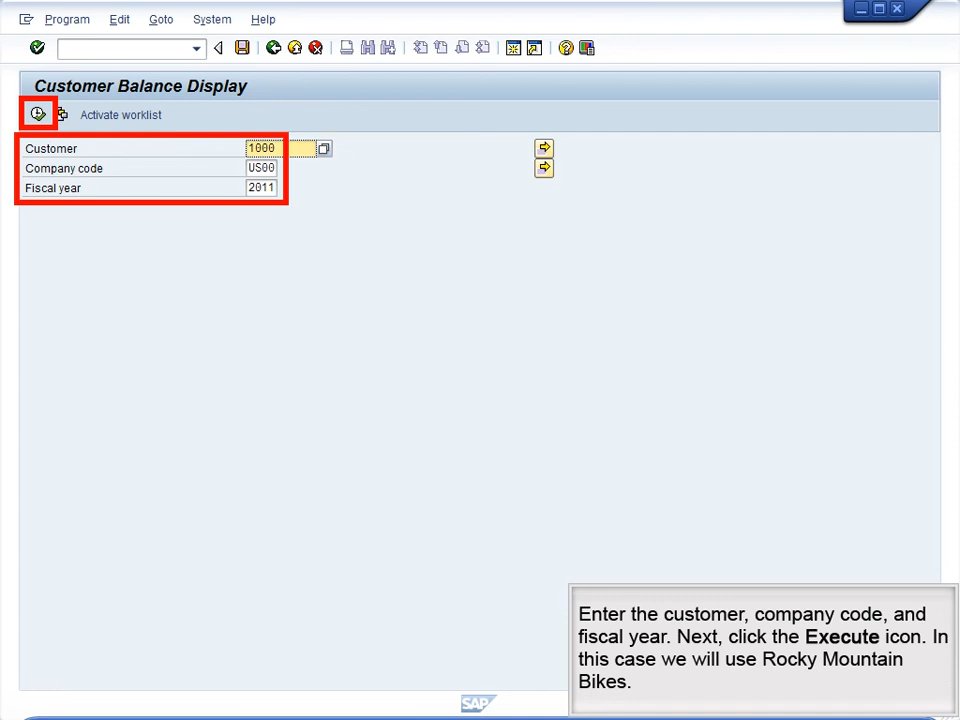 Program Edit Goto System Help
Customer Balance Display
Activate worklist
Customer 1000
Company code US00
Fiscal year 2011
Enter the customer, company code, and
fiscal year. Next, click the Execute icon. In
this case we will use Rocky Mountain
Bikes.
SAP